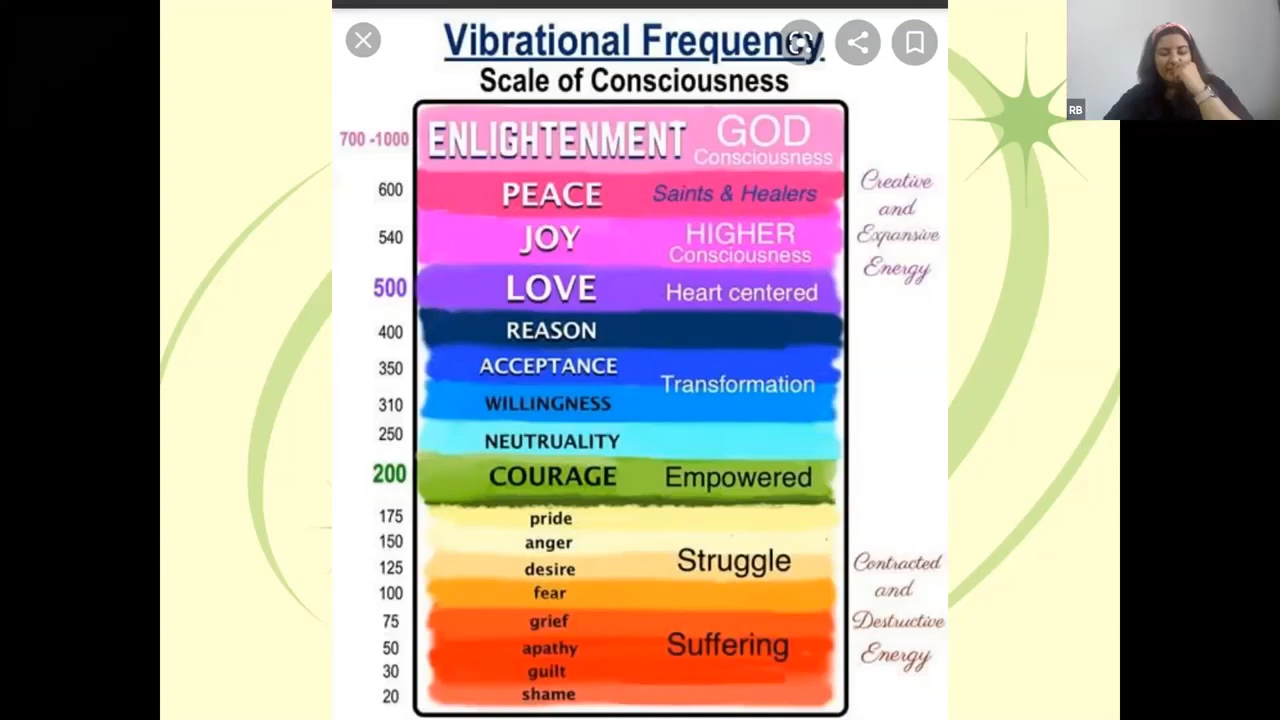 Vibrational Frequency
Scale of Consciousness
700 -1000 ENLIGHTENMENT GOD
Consciousness
600 PEACE Saints & Healers
540 JOY HIGHER
Consciousness
500 LOVE Heart centered
400 REASON
350 ACCEPTANCE
Transformation
310 WILLINGNESS
250 NEUTRUALITY
200 COURAGE Empowered
175 pride
150 anger
Struggle
125 desire
100 fear
75 grief
50 apathy
Suffering
30 guilt
20 shame
Creative
and
Expansive
Energy
Contracted
and
Destructive
Energy
RB